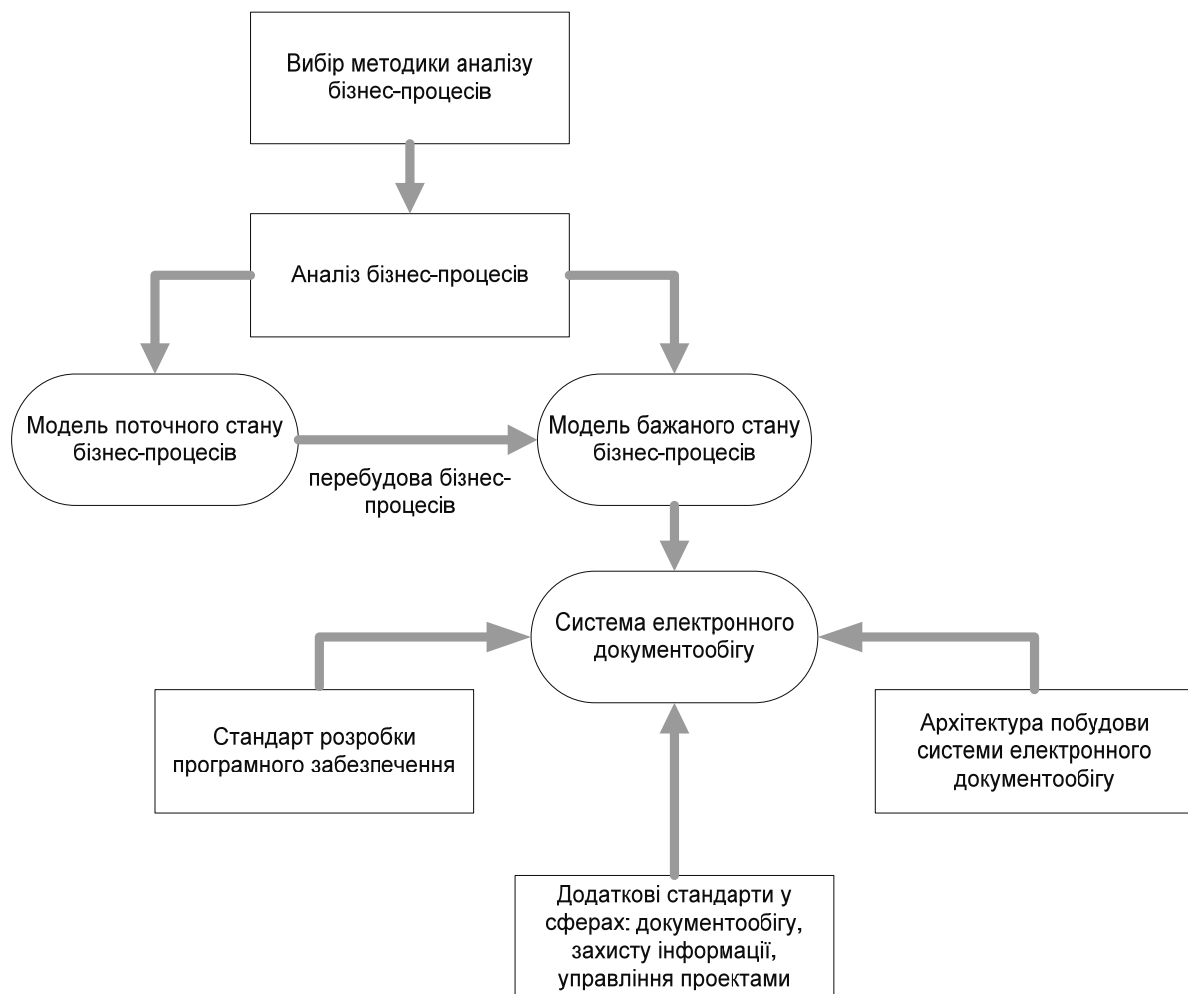 Вибір методики аналізу
бізнес-процесів
Аналіз бізнес-процесів
Модель поточного стану
бізнес-процесів
перебудова бізнес-
процесів
Модель бажаного стану
бізнес-процесів
Система електронного
документообігу
Стандарт розробки
програмного забезпечення
Архітектура побудови
системи електронного
документообігу
Додаткові стандарти у
сферах: документообігу,
захисту інформації,
управління проектами